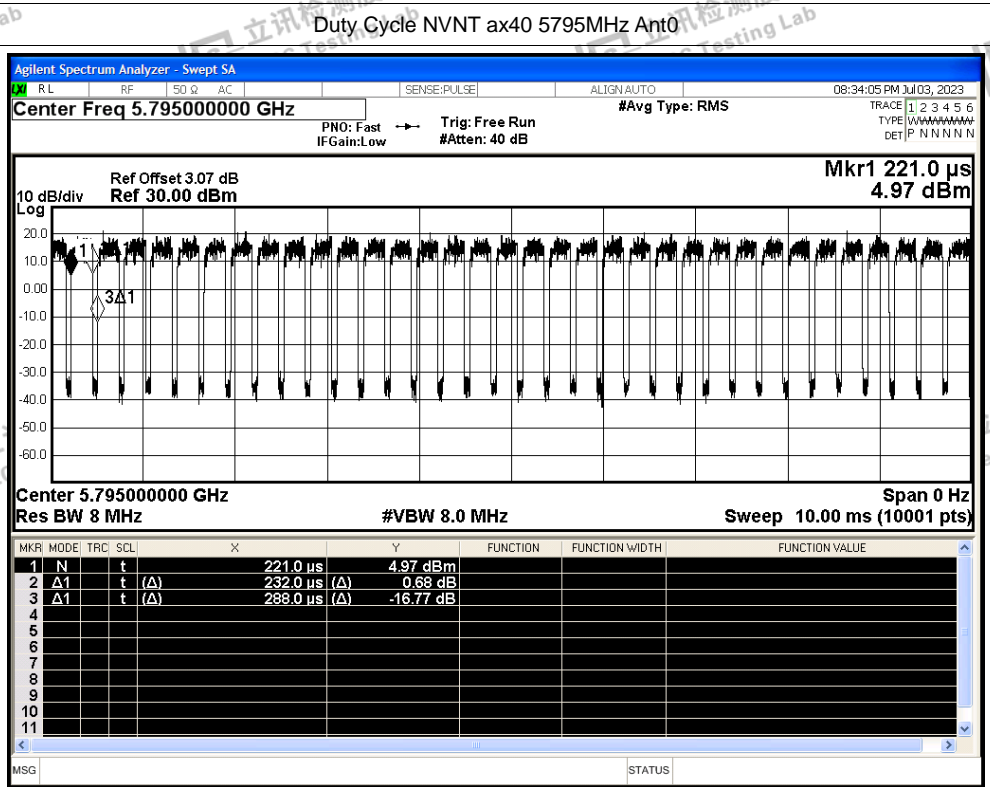 Duty Cycle NVNT ax40 5795MHz Ant0
Agilent Spectrum Analyzer - Swept SA
LXI RL RF 50 Ω AC SENSE:PULSE ALIGNAUTO 08:34:05 PM Jul 03, 2023
Center Freq 5.795000000 GHz #Avg Type: RMS TRACE 1 2 3 4 5 6
PNO: Fast Trig: Free Run TYPE WWWWWW
IFGain:Low #Atten: 40 dB DET P N N N N N
Mkr1 221.0 µs
4.97 dBm
Ref Offset 3.07 dB
10 dB/div Ref 30.00 dBm
Log
20.0
10.0
0.00
-10.0
-20.0
-30.0
-40.0
-50.0
-60.0
1
3Δ1
Center 5.795000000 GHz Span 0 Hz
Res BW 8 MHz #VBW 8.0 MHz Sweep 10.00 ms (10001 pts)
MKR MODE TRC SCL X Y FUNCTION FUNCTION WIDTH FUNCTION VALUE
1 N t 221.0 µs 4.97 dBm
2 Δ1 t (Δ) 232.0 µs (Δ) 0.68 dB
3 Δ1 t (Δ) 288.0 µs (Δ) -16.77 dB
4
5
6
7
8
9
10
11
MSG STATUS